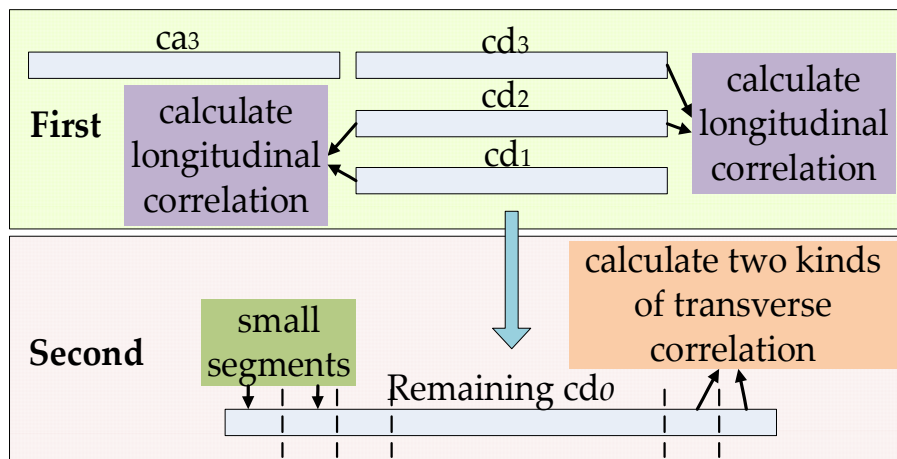 ca3
cd3
cd2
cd1
First
calculate
longitudinal
correlation
calculate
longitudinal
correlation
Second
small
segments
Remaining cd0
calculate two kinds
of transverse
correlation